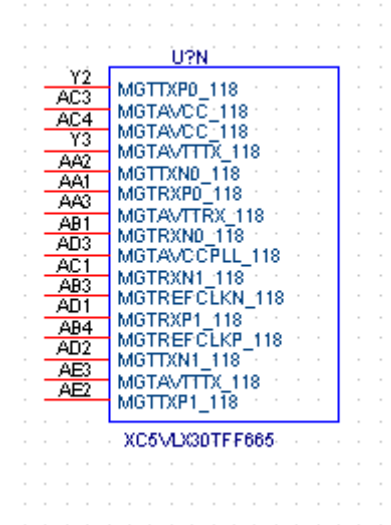 U?N
Y2 MGTTXP0_118
AC3 MGTAVCC_118
AC4 MGTAVCC_118
Y3 MGTAVTTTX_118
AA2 MGTTXN0_118
AA1 MGTRXP0_118
AA3 MGTAVTTRX_118
AB1 MGTRXN0_118
AD3 MGTAVCCPLL_118
AC1 MGTRXN1_118
AB3 MGTREFCLKN_118
AD1 MGTRXP1_118
AB4 MGTREFCLKP_118
AD2 MGTTXN1_118
AE3 MGTAVTTTX_118
AE2 MGTTXP1_118
XC5VLX30TFF665